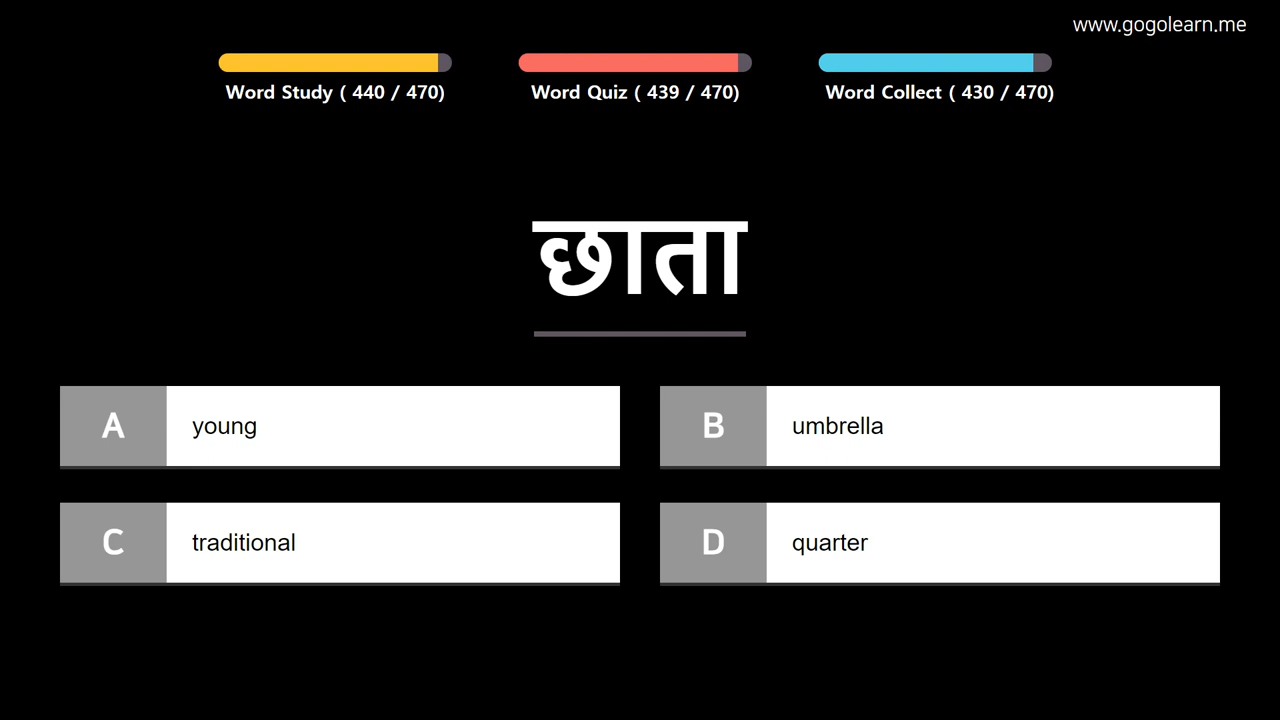 www.gogolearn.me
Word Study ( 440 / 470)
Word Quiz ( 439 / 470)
Word Collect ( 430 / 470)
छाता
A young
B umbrella
C traditional
D quarter